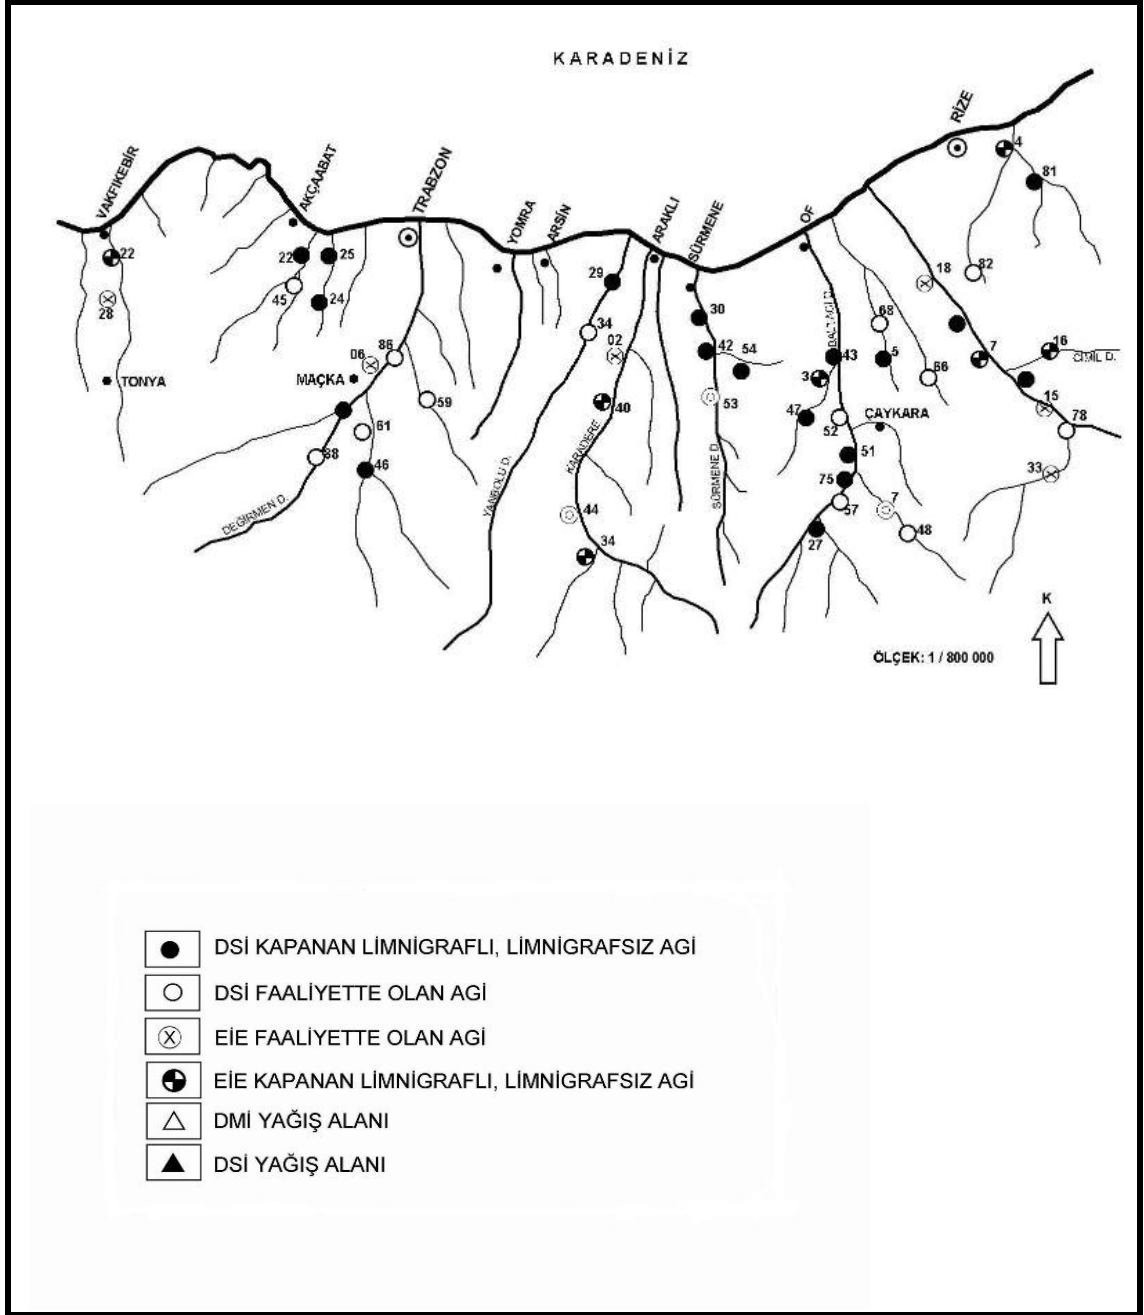 KARADENİZ
RİZE
4
81
VAKFIKEBİR
AKÇAABAT
TRABZON
YOMRA
ARSİN
ARAKLI
SÜRMENE
OF
22
22
25
28
45
24
29
30
18
82
34
02
42
54
68
43
5
7
16
CİMİL D.
06
86
MAÇKA
TONYA
59
53
3
66
15
40
47
52
ÇAYKARA
78
61
88
46
51
75
57
7
33
48
27
44
34
KARADERE
YANBOLU D.
SÜRMENE D.
BALTACI D.
DEĞİRMEN D.
K
ÖLÇEK: 1 / 800 000
DSİ KAPANAN LİMNİGRAFLI, LİMNİGRAFSIZ AGİ
DSİ FAALİYETTE OLAN AGİ
EİE FAALİYETTE OLAN AGİ
EİE KAPANAN LİMNİGRAFLI, LİMNİGRAFSIZ AGİ
DMİ YAĞIŞ ALANI
DSİ YAĞIŞ ALANI